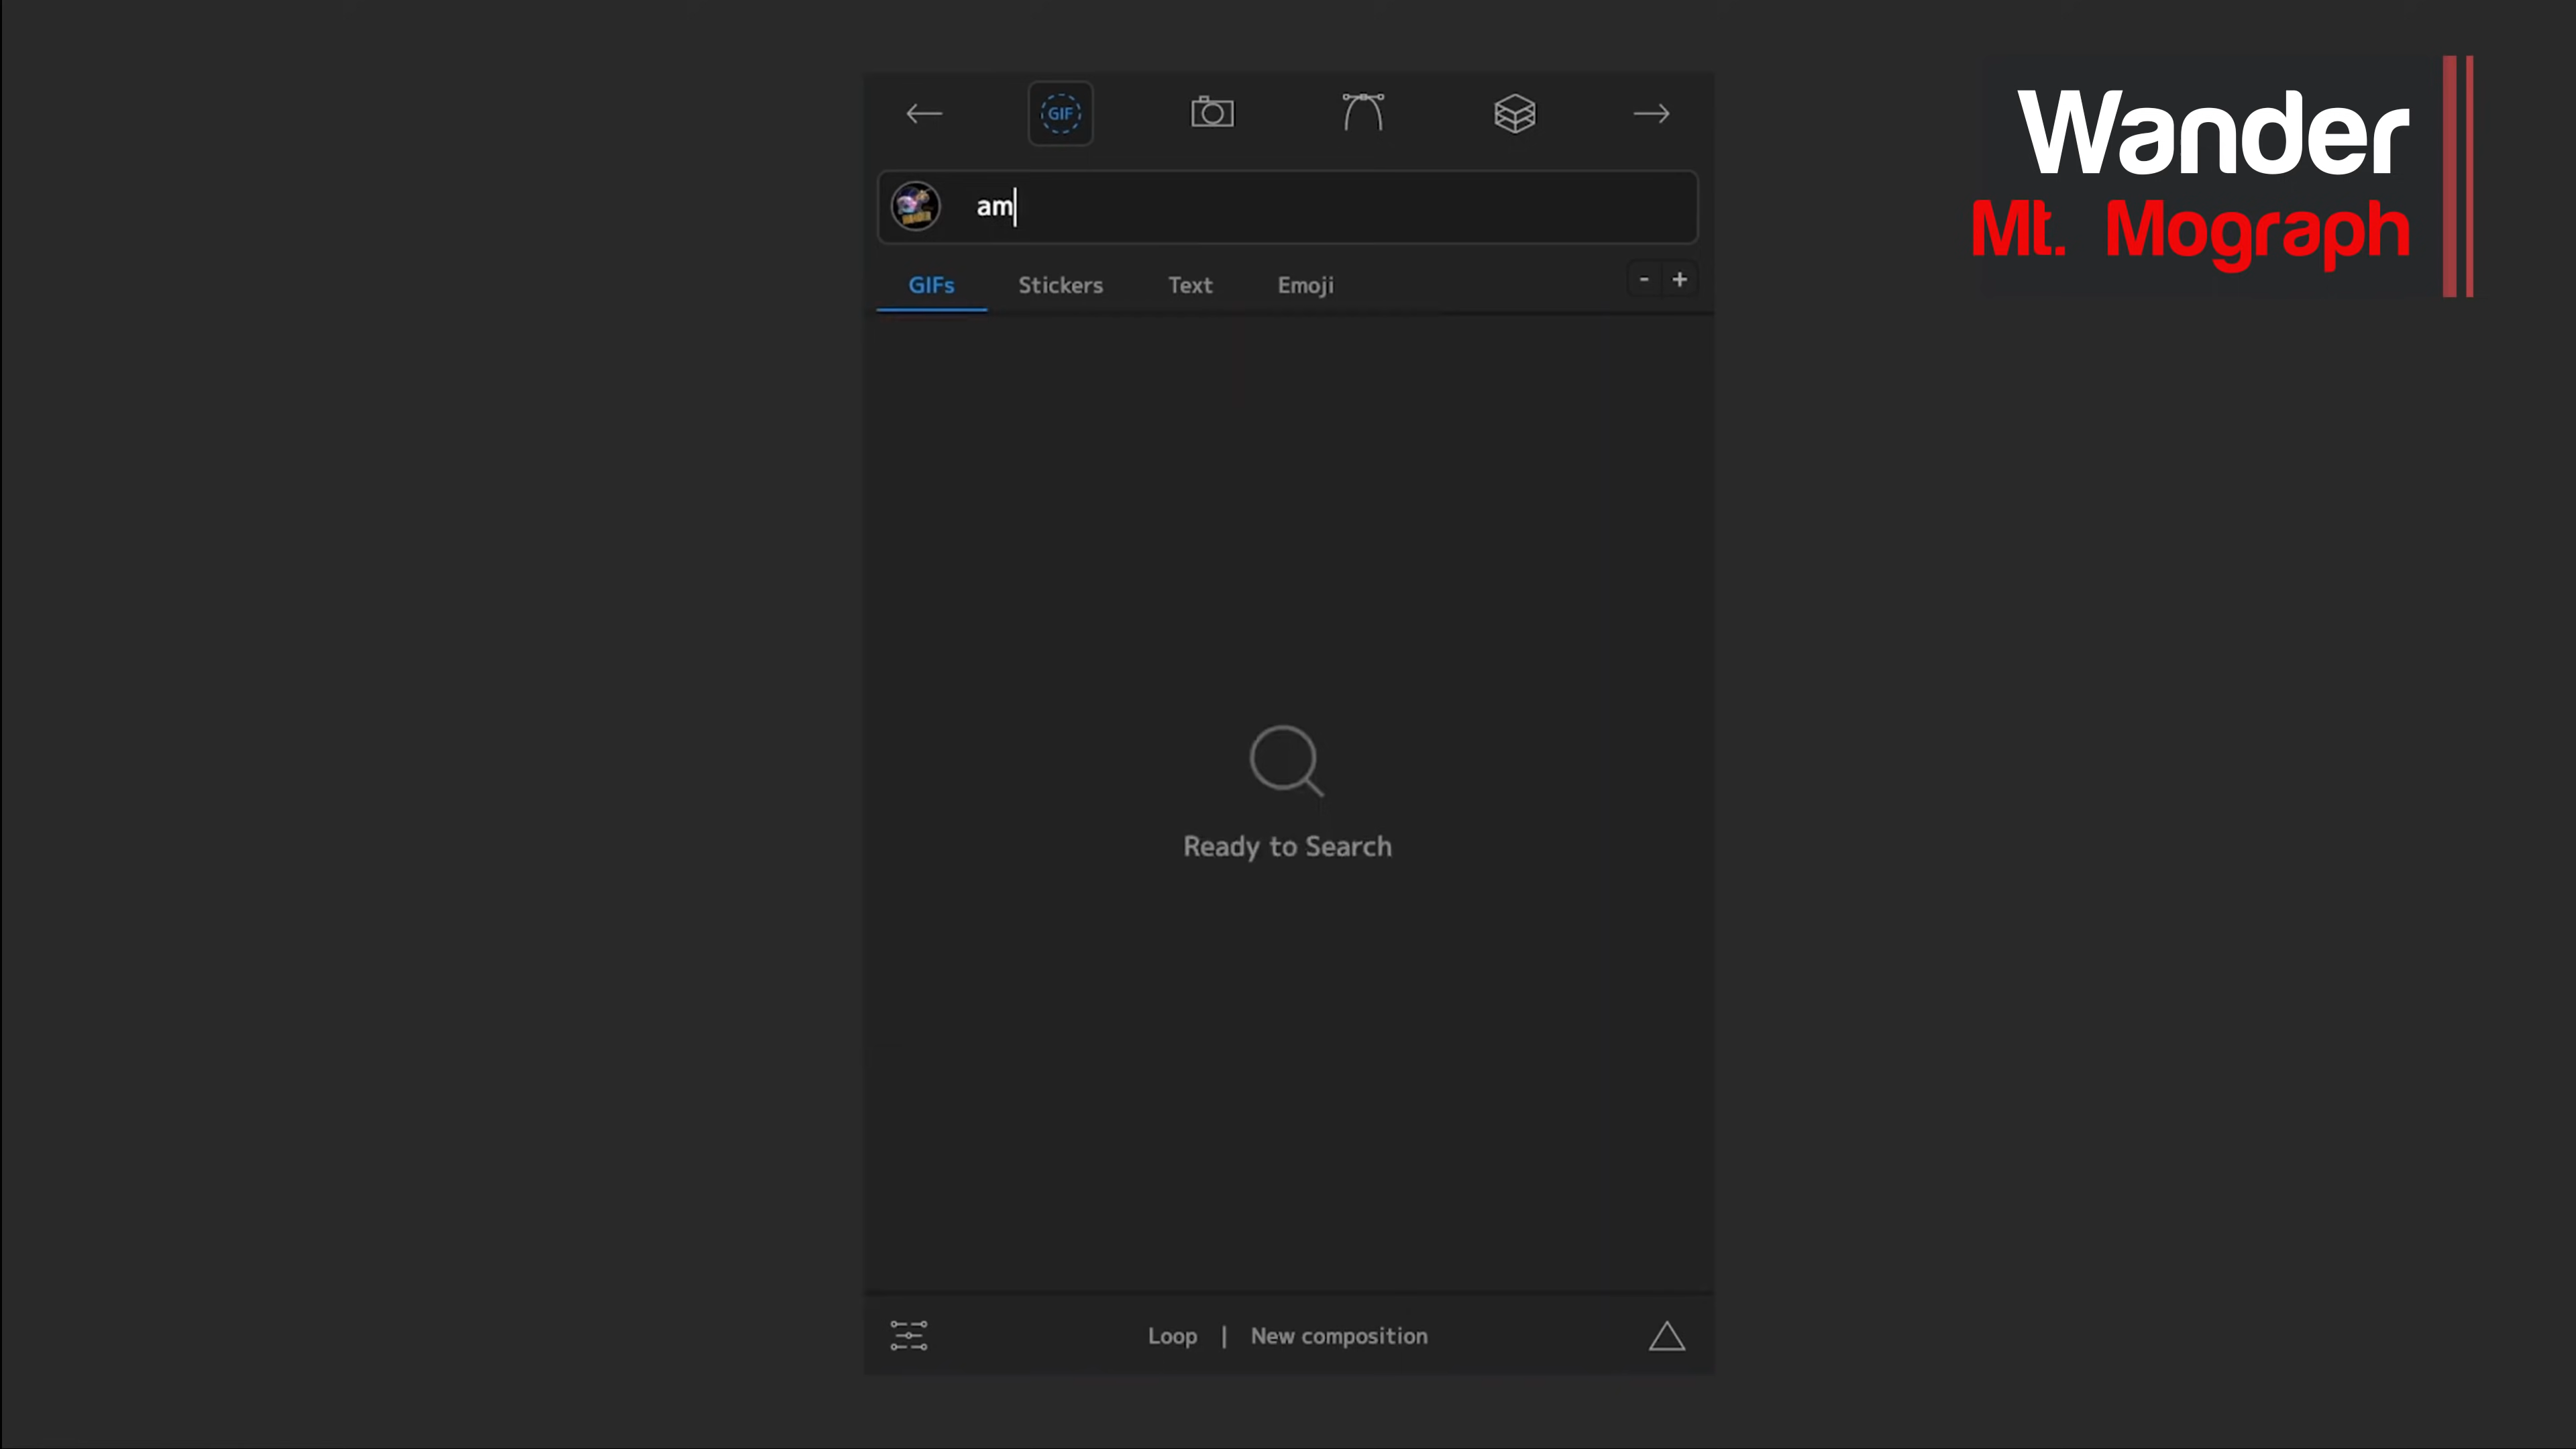 Wander
Mt. Mograph
GIF
am
GIFs Stickers Text Emoji - +
Ready to Search
Loop | New composition